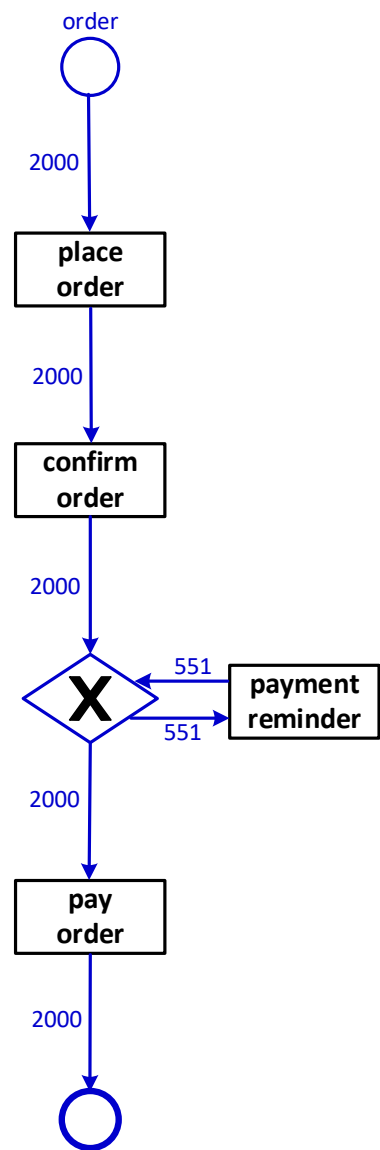 order
2000
place
order
2000
confirm
order
2000
551
X
payment
reminder
551
2000
pay
order
2000